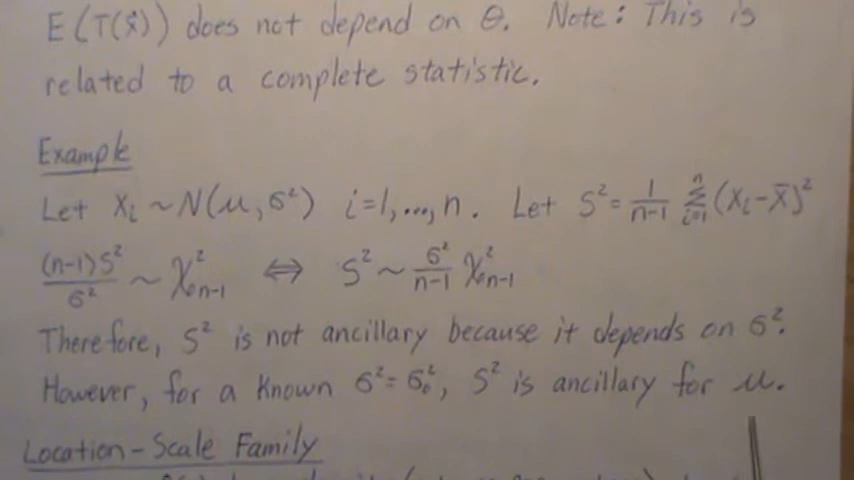 E(T(X)) does not depend on θ. Note: This is
related to a complete statistic.
Example
Let Xᵢ ~ N(μ, σ²) i=1,...,n. Let S² = 1/(n-1) Σᵢ₌₁ⁿ (Xᵢ - X̄)²
(n-1)S²/σ² ~ χ²ₙ₋₁ ⇔ S² ~ σ²/(n-1) χ²ₙ₋₁
Therefore, S² is not ancillary because it depends on σ².
However, for a known σ²=σ₀², S² is ancillary for μ.
Location-Scale Family